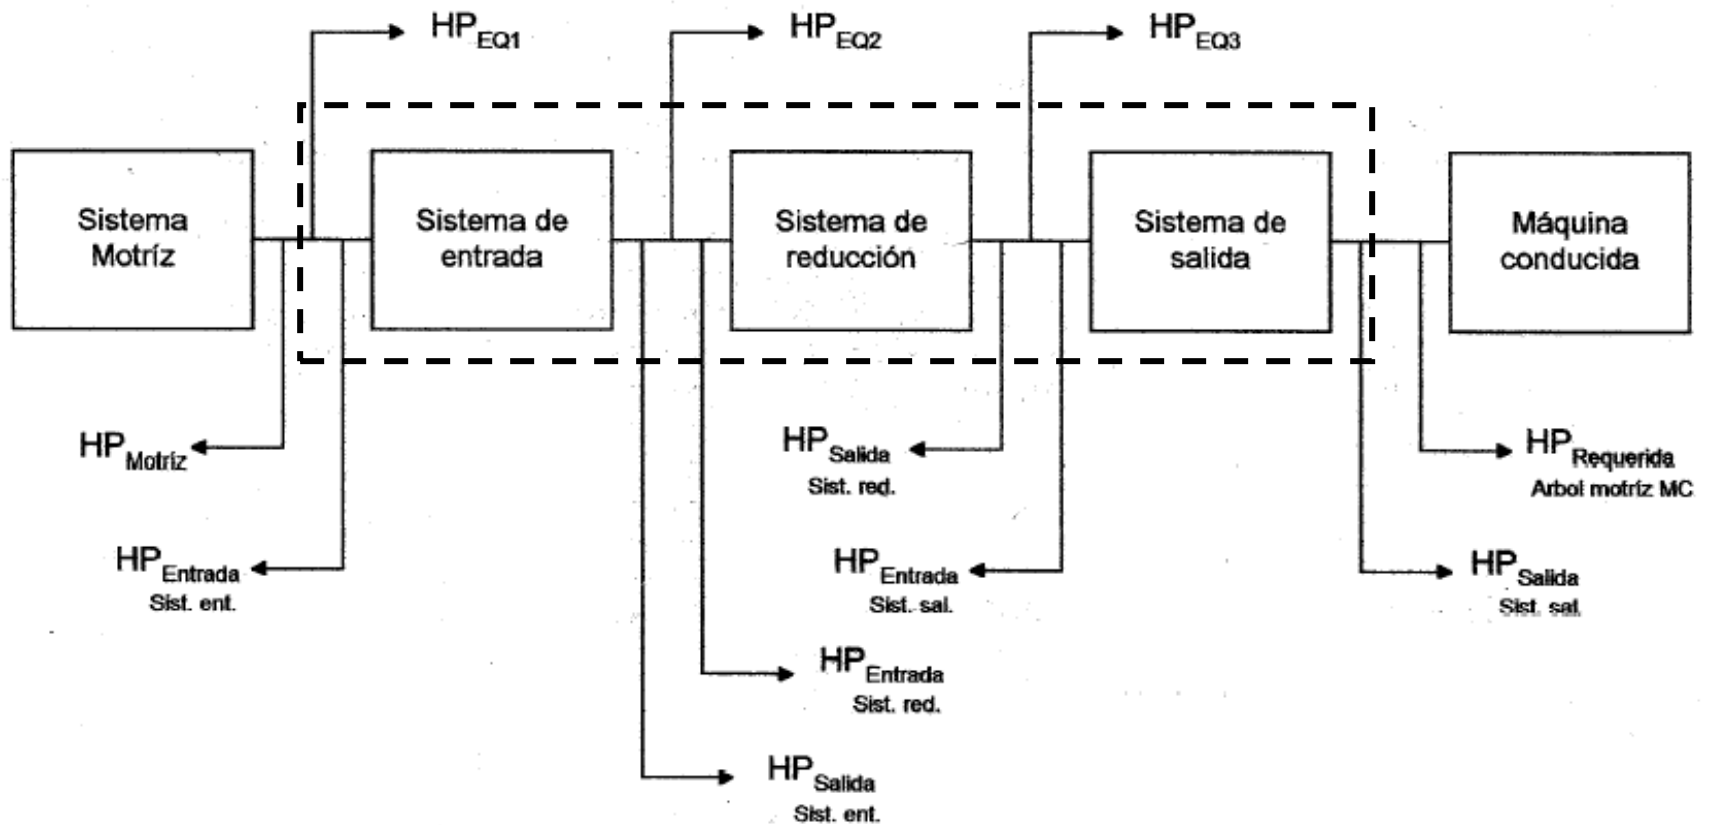 HP EQ1
HP EQ2
HP EQ3
Sistema
Motríz
Sistema de
entrada
Sistema de
reducción
Sistema de
salida
Máquina
conducida
HP Motríz
HP Salida
Sist. red.
HP Requerida
Arbol motríz MC
HP Entrada
Sist. ent.
HP Entrada
Sist. sal.
HP Salida
Sist. sal.
HP Entrada
Sist. red.
HP Salida
Sist. ent.